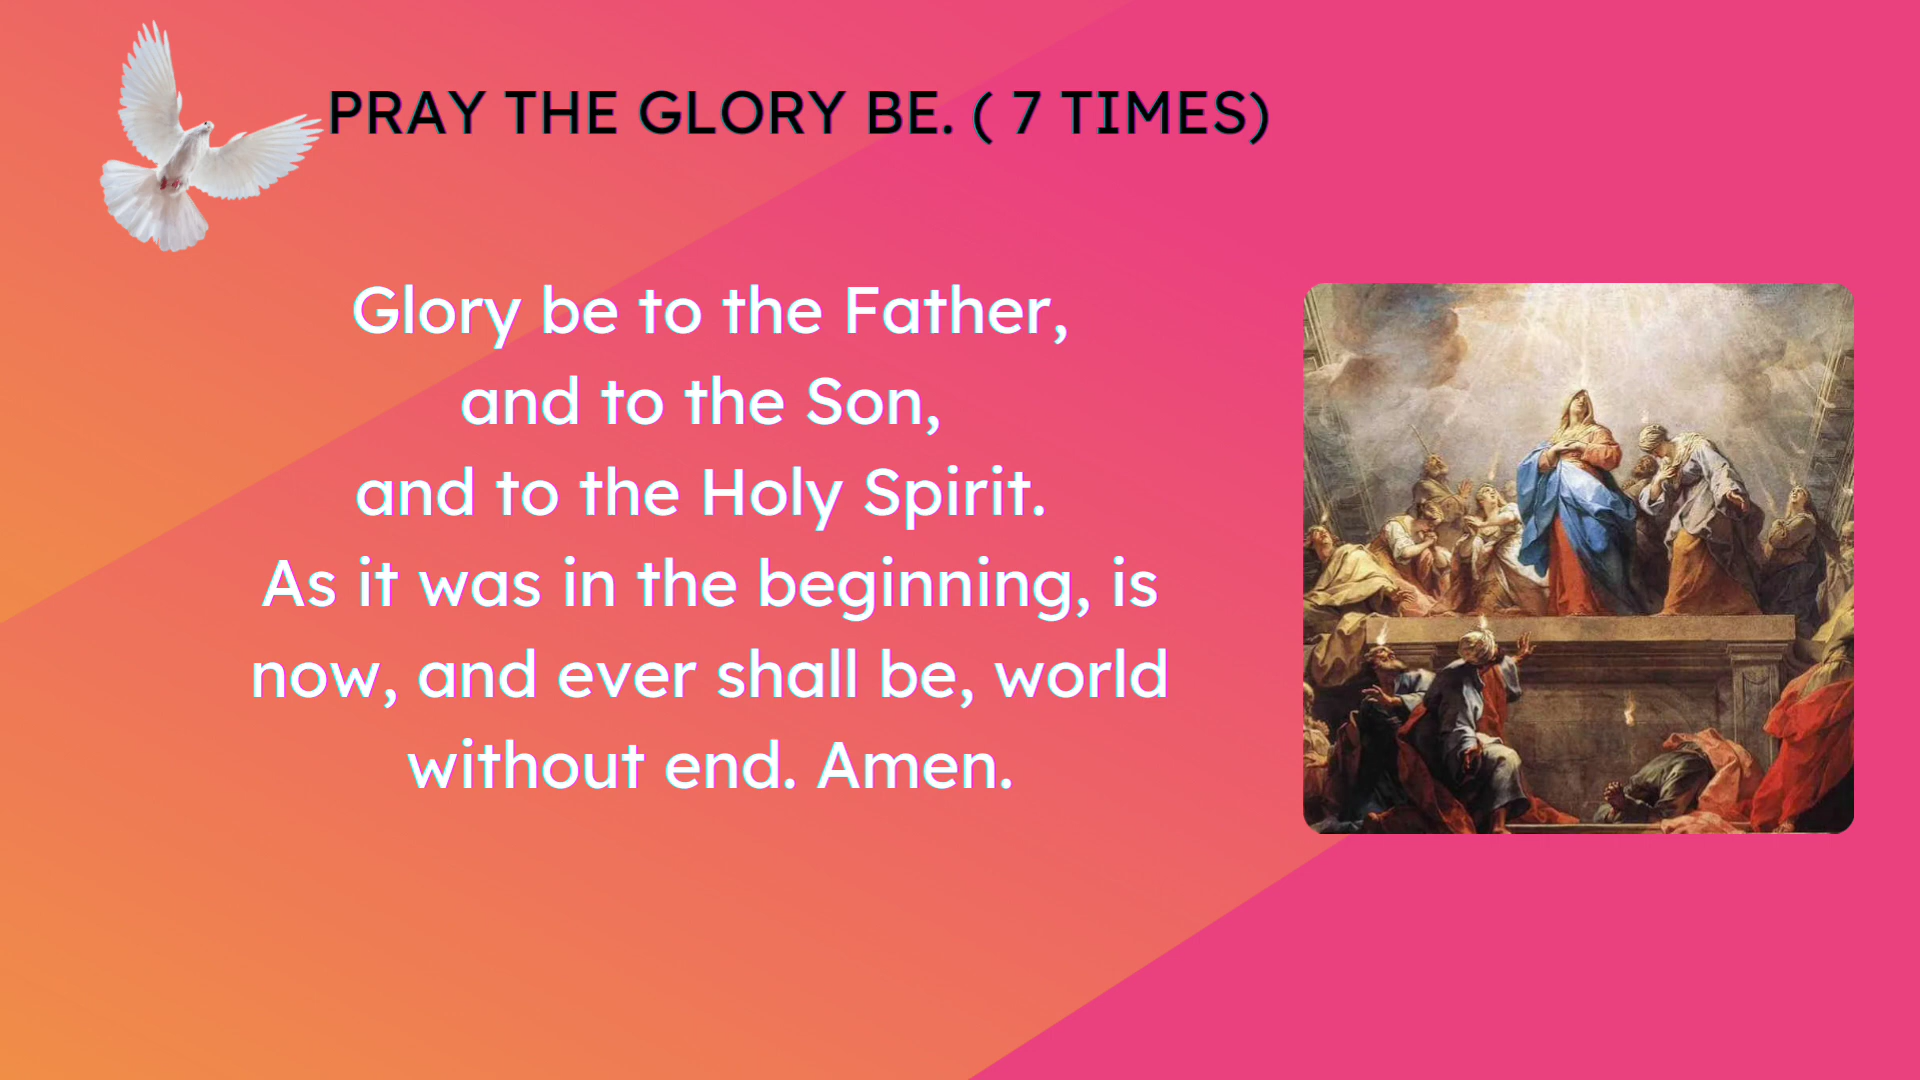 PRAY THE GLORY BE. ( 7 TIMES)
Glory be to the Father,
and to the Son,
and to the Holy Spirit.
As it was in the beginning, is
now, and ever shall be, world
without end. Amen.